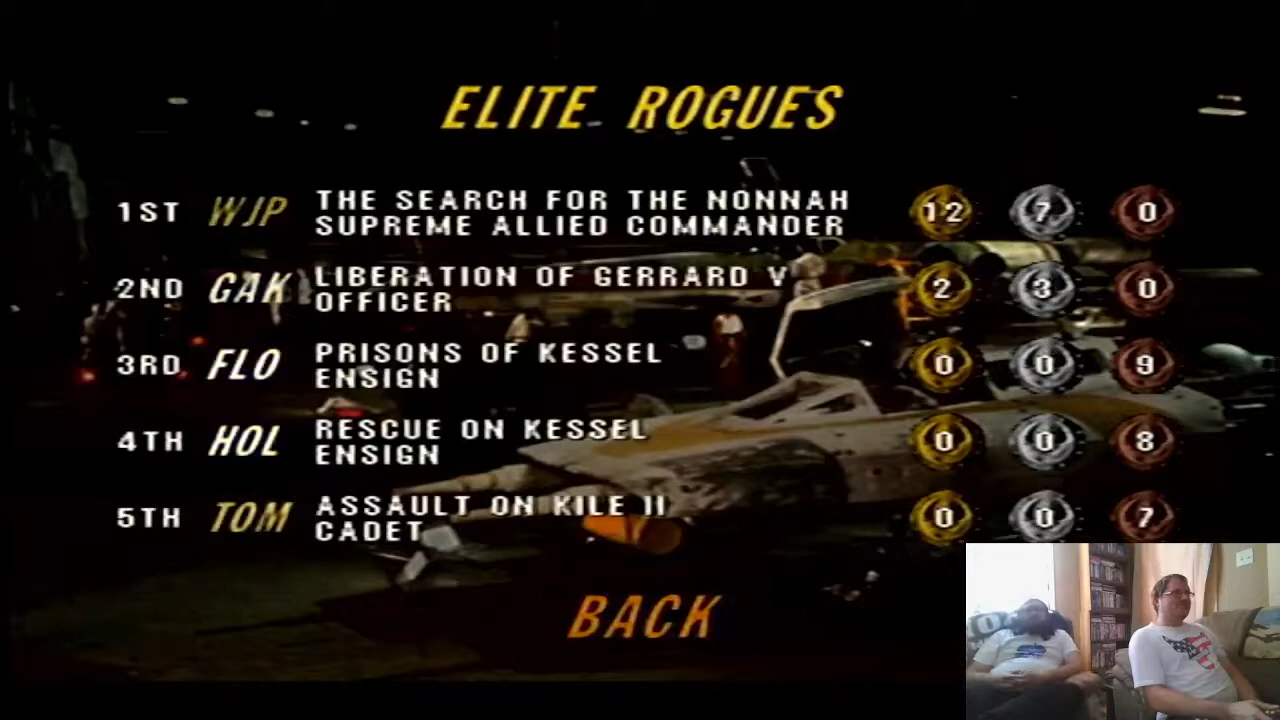 ELITE ROGUES
1ST WJP THE SEARCH FOR THE NONNAH 12 7 0
SUPREME ALLIED COMMANDER
2ND GAK LIBERATION OF GERRARD V 2 3 0
OFFICER
3RD FLO PRISONS OF KESSEL 0 0 9
ENSIGN
4TH HOL RESCUE ON KESSEL 0 0 8
ENSIGN
5TH TOM ASSAULT ON KILE II 0 0 7
CADET
BACK